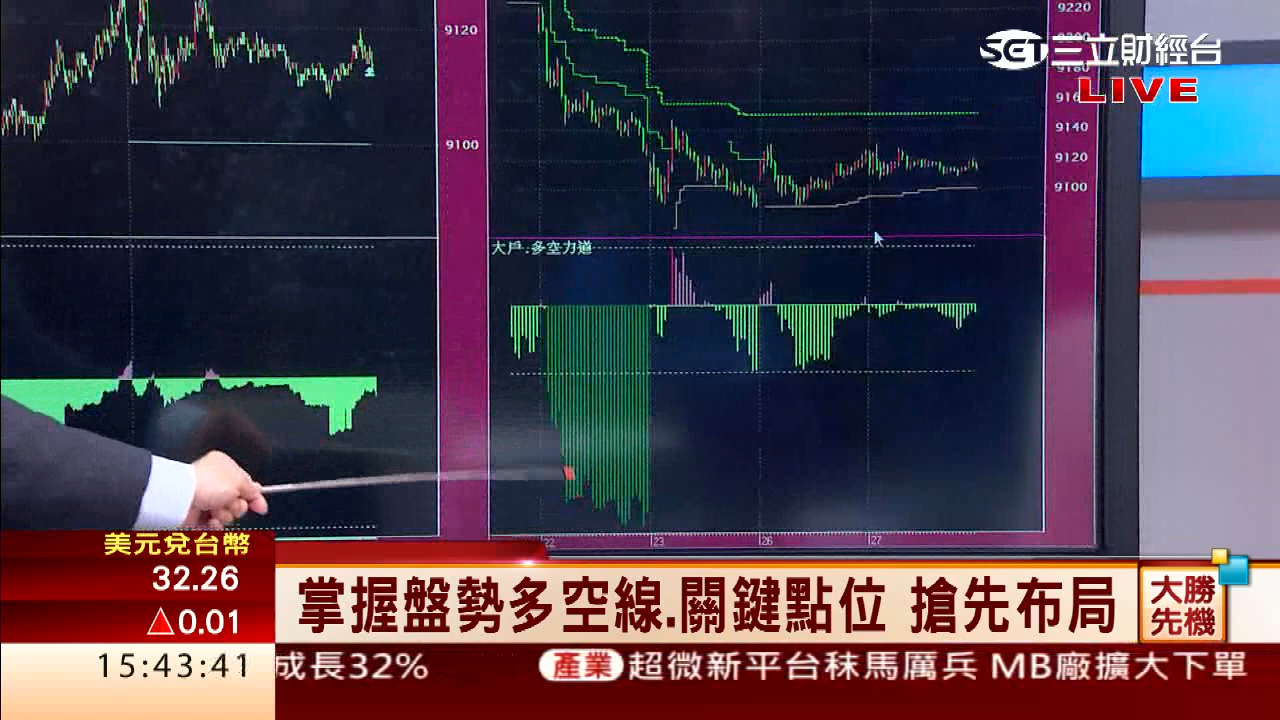 9120
9100
9220
9200
9180
9160
9140
9120
9100
SET三立財經台
LIVE
大戶.多空力道
22
23
26
27
美元兌台幣
32.26
△0.01
15:43:41
掌握盤勢多空線.關鍵點位 搶先布局
大勝
先機
成長32% 產業 超微新平台秣馬厲兵 MB廠擴大下單